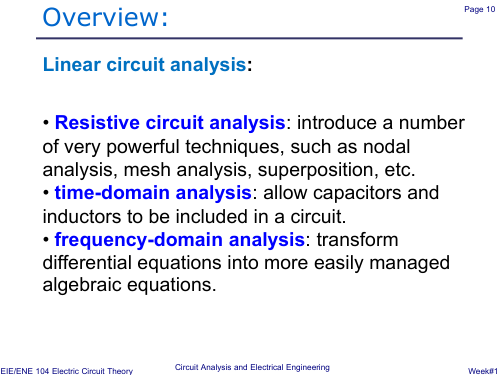 Page 10
Overview:
Linear circuit analysis:
• Resistive circuit analysis: introduce a number
of very powerful techniques, such as nodal
analysis, mesh analysis, superposition, etc.
• time-domain analysis: allow capacitors and
inductors to be included in a circuit.
• frequency-domain analysis: transform
differential equations into more easily managed
algebraic equations.
EIE/ENE 104 Electric Circuit Theory
Circuit Analysis and Electrical Engineering
Week#1